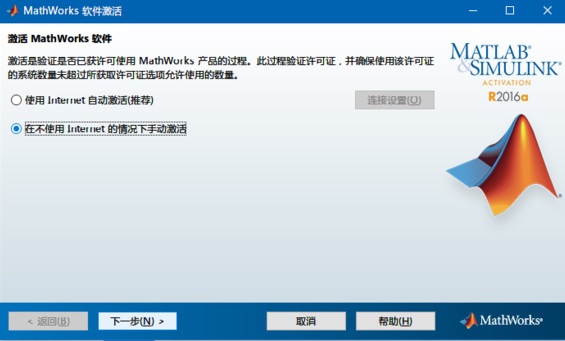 MathWorks 软件激活
激活 MathWorks 软件
激活是验证是否已获许可使用 MathWorks 产品的过程。此过程验证许可证，并确保使用该许可证
的系统数量未超过所获取许可证选项允许使用的数量。
使用 Internet 自动激活(推荐)
连接设置(O)
在不使用 Internet 的情况下手动激活
MATLAB®
&SIMULINK®
ACTIVATION
R2016a
< 返回(B)
下一步(N) >
取消
帮助(H)
MathWorks®